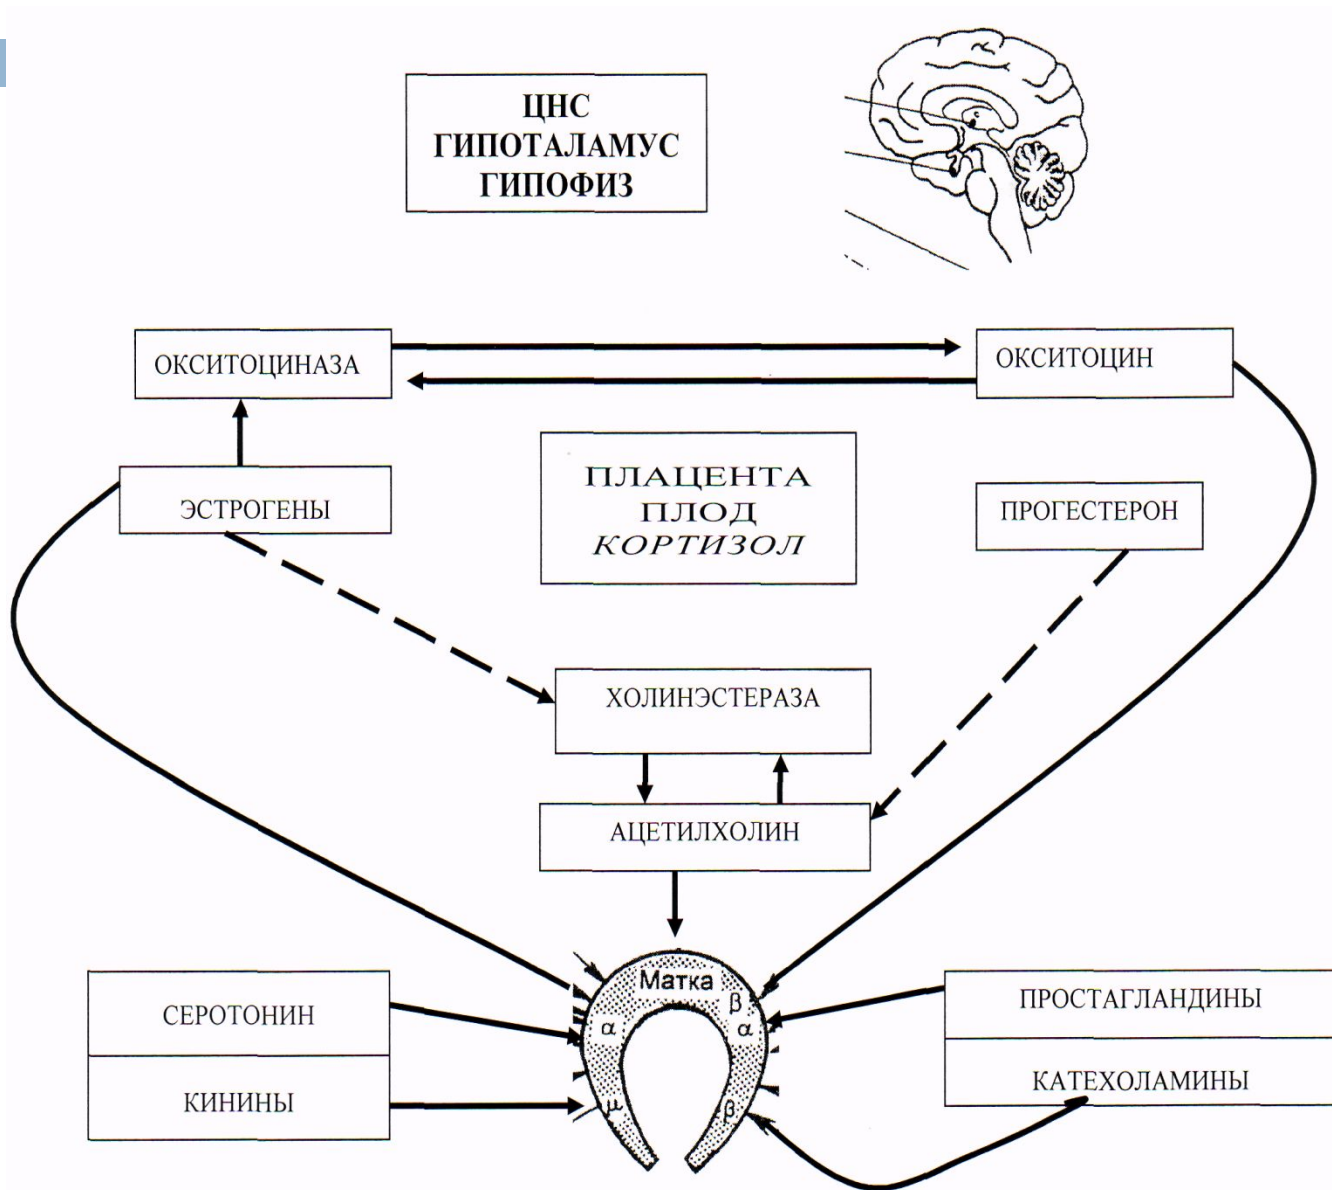 ЦНС
ГИПОТАЛАМУС
ГИПОФИЗ
ОКСИТОЦИНАЗА
ОКСИТОЦИН
ПЛАЦЕНТА
ПЛОД
КОРТИЗОЛ
ЭСТРОГЕНЫ
ПРОГЕСТЕРОН
ХОЛИНЭСТЕРАЗА
АЦЕТИЛХОЛИН
Матка
β
α
α
μ
β
СЕРОТОНИН
КИНИНЫ
ПРОСТАГЛАНДИНЫ
КАТЕХОЛАМИНЫ